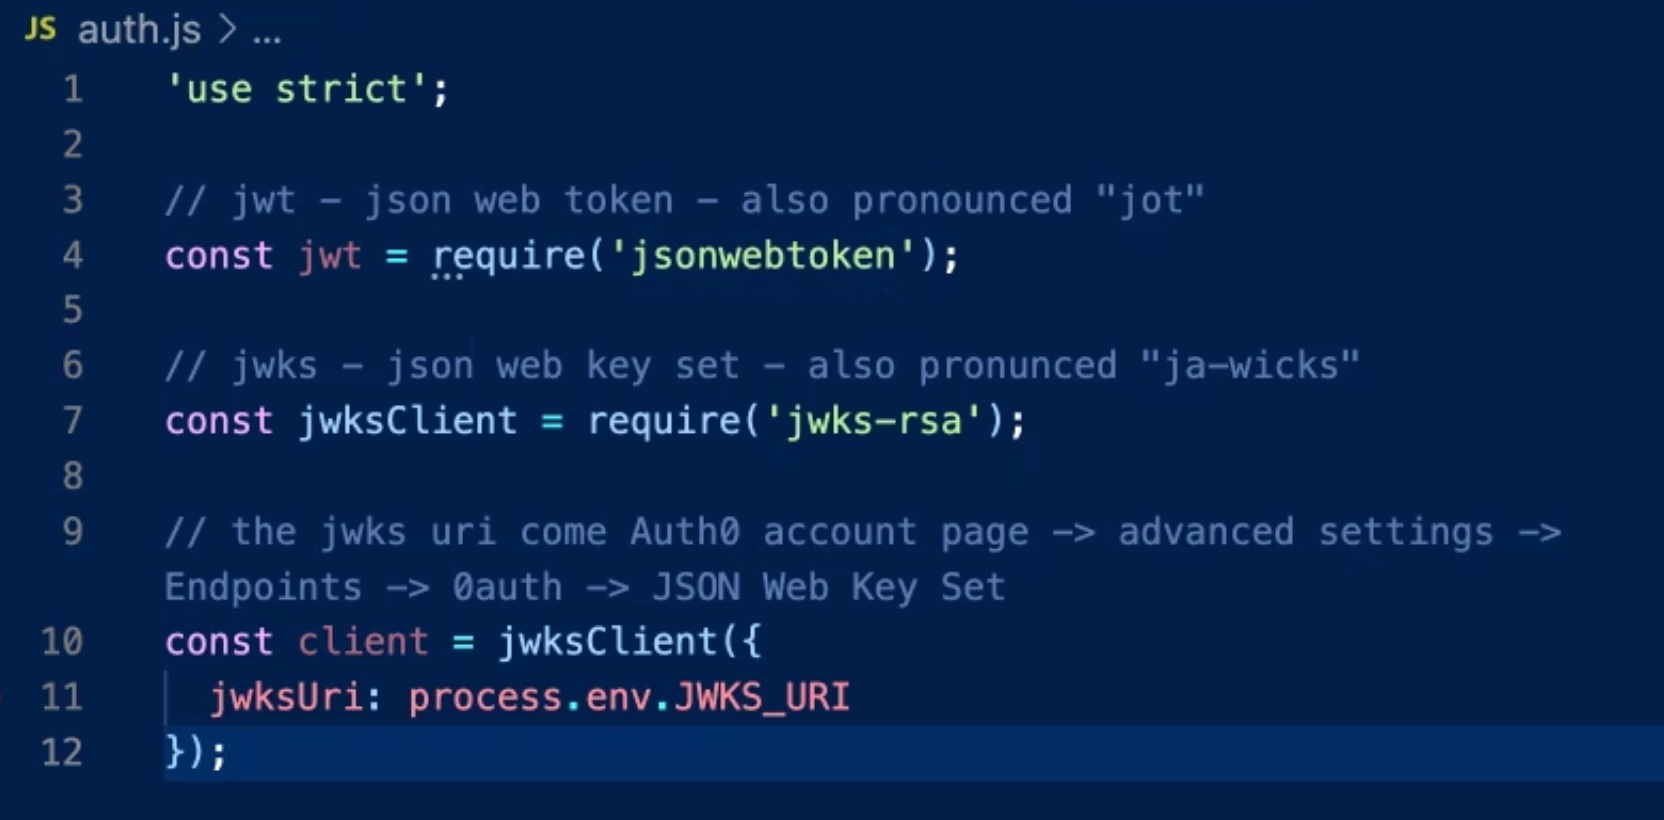 JS auth.js > ...
1 'use strict';
2
3 // jwt – json web token – also pronounced "jot"
4 const jwt = require('jsonwebtoken');
5
6 // jwks – json web key set – also pronunced "ja-wicks"
7 const jwksClient = require('jwks-rsa');
8
9 // the jwks uri come Auth0 account page -> advanced settings ->
Endpoints -> 0auth -> JSON Web Key Set
10 const client = jwksClient({
11 jwksUri: process.env.JWKS_URI
12 });